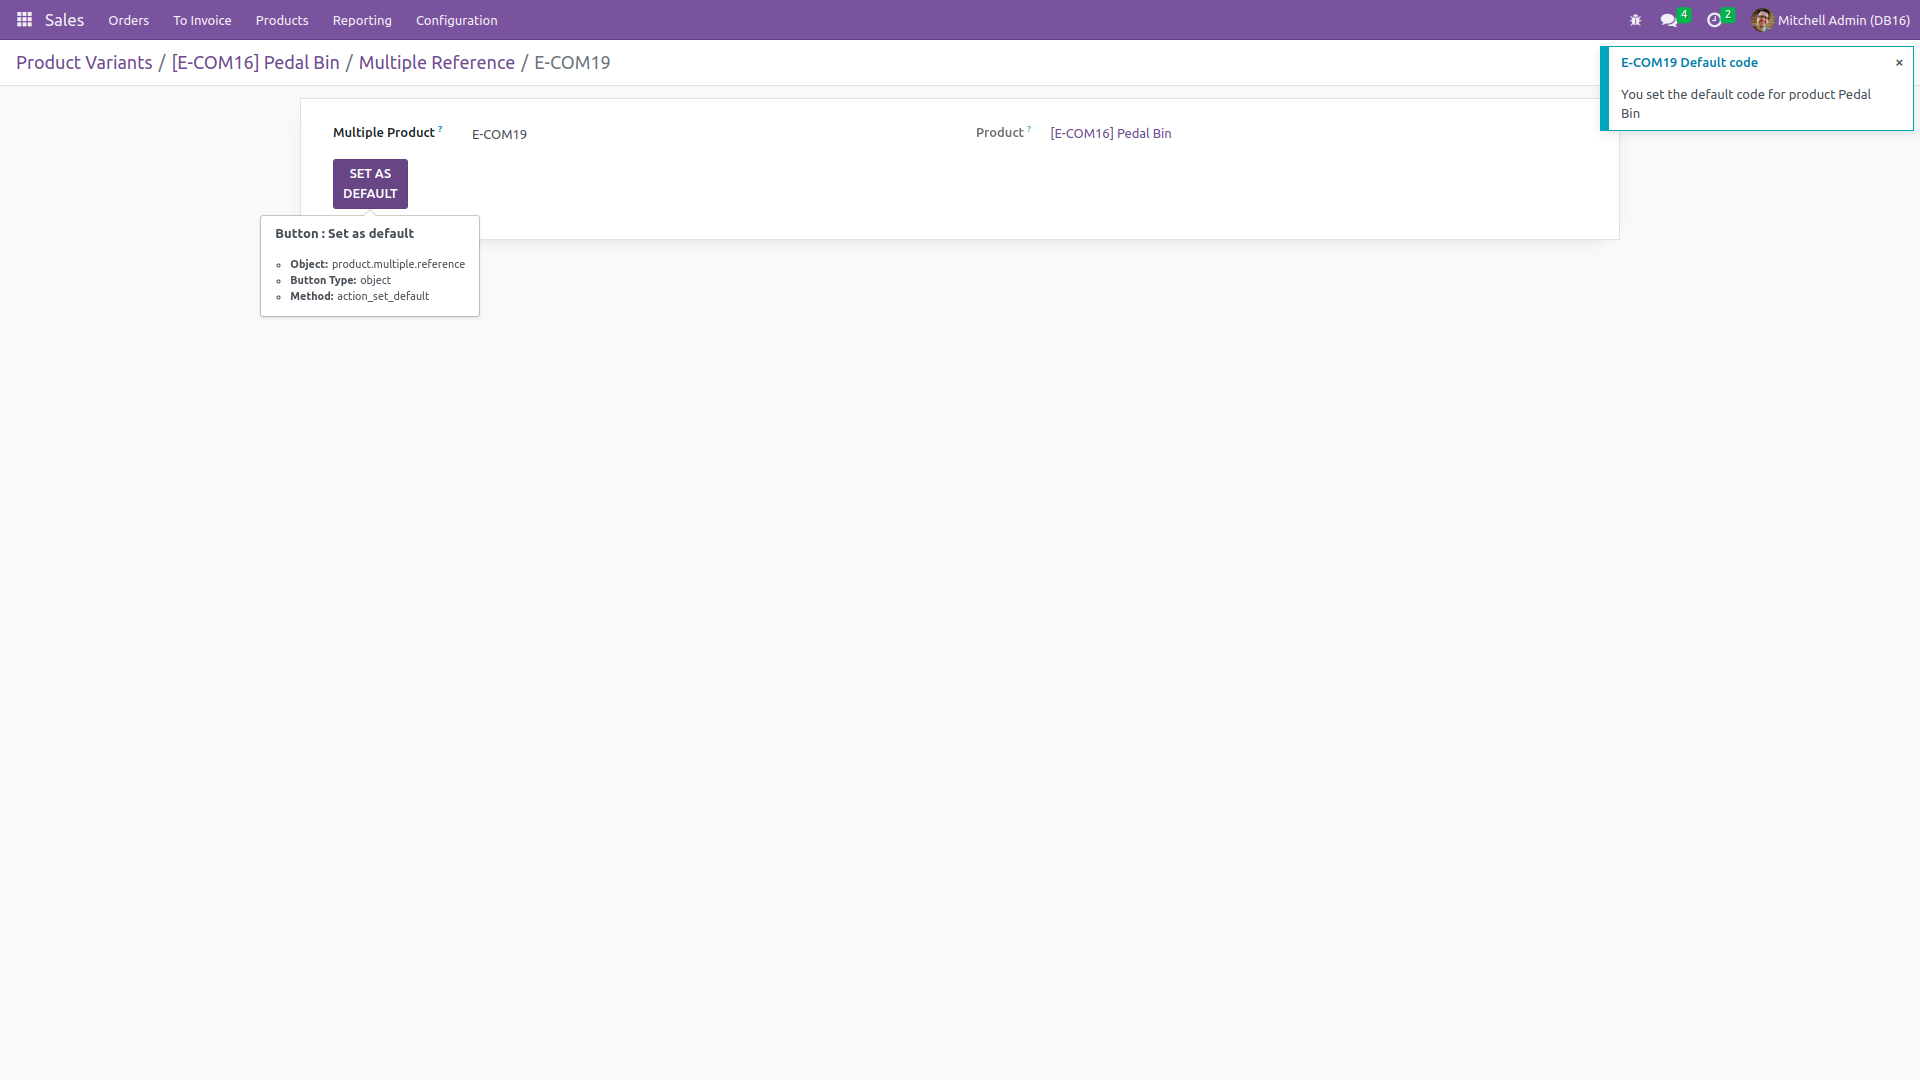 Sales Orders To Invoice Products Reporting Configuration 4 2 Mitchell Admin (DB16)
Product Variants / [E-COM16] Pedal Bin / Multiple Reference / E-COM19
E-COM19 Default code ×
You set the default code for product Pedal
Bin
Multiple Product ? E-COM19 Product ? [E-COM16] Pedal Bin
SET AS
DEFAULT
Button : Set as default
Object: product.multiple.reference
Button Type: object
Method: action_set_default